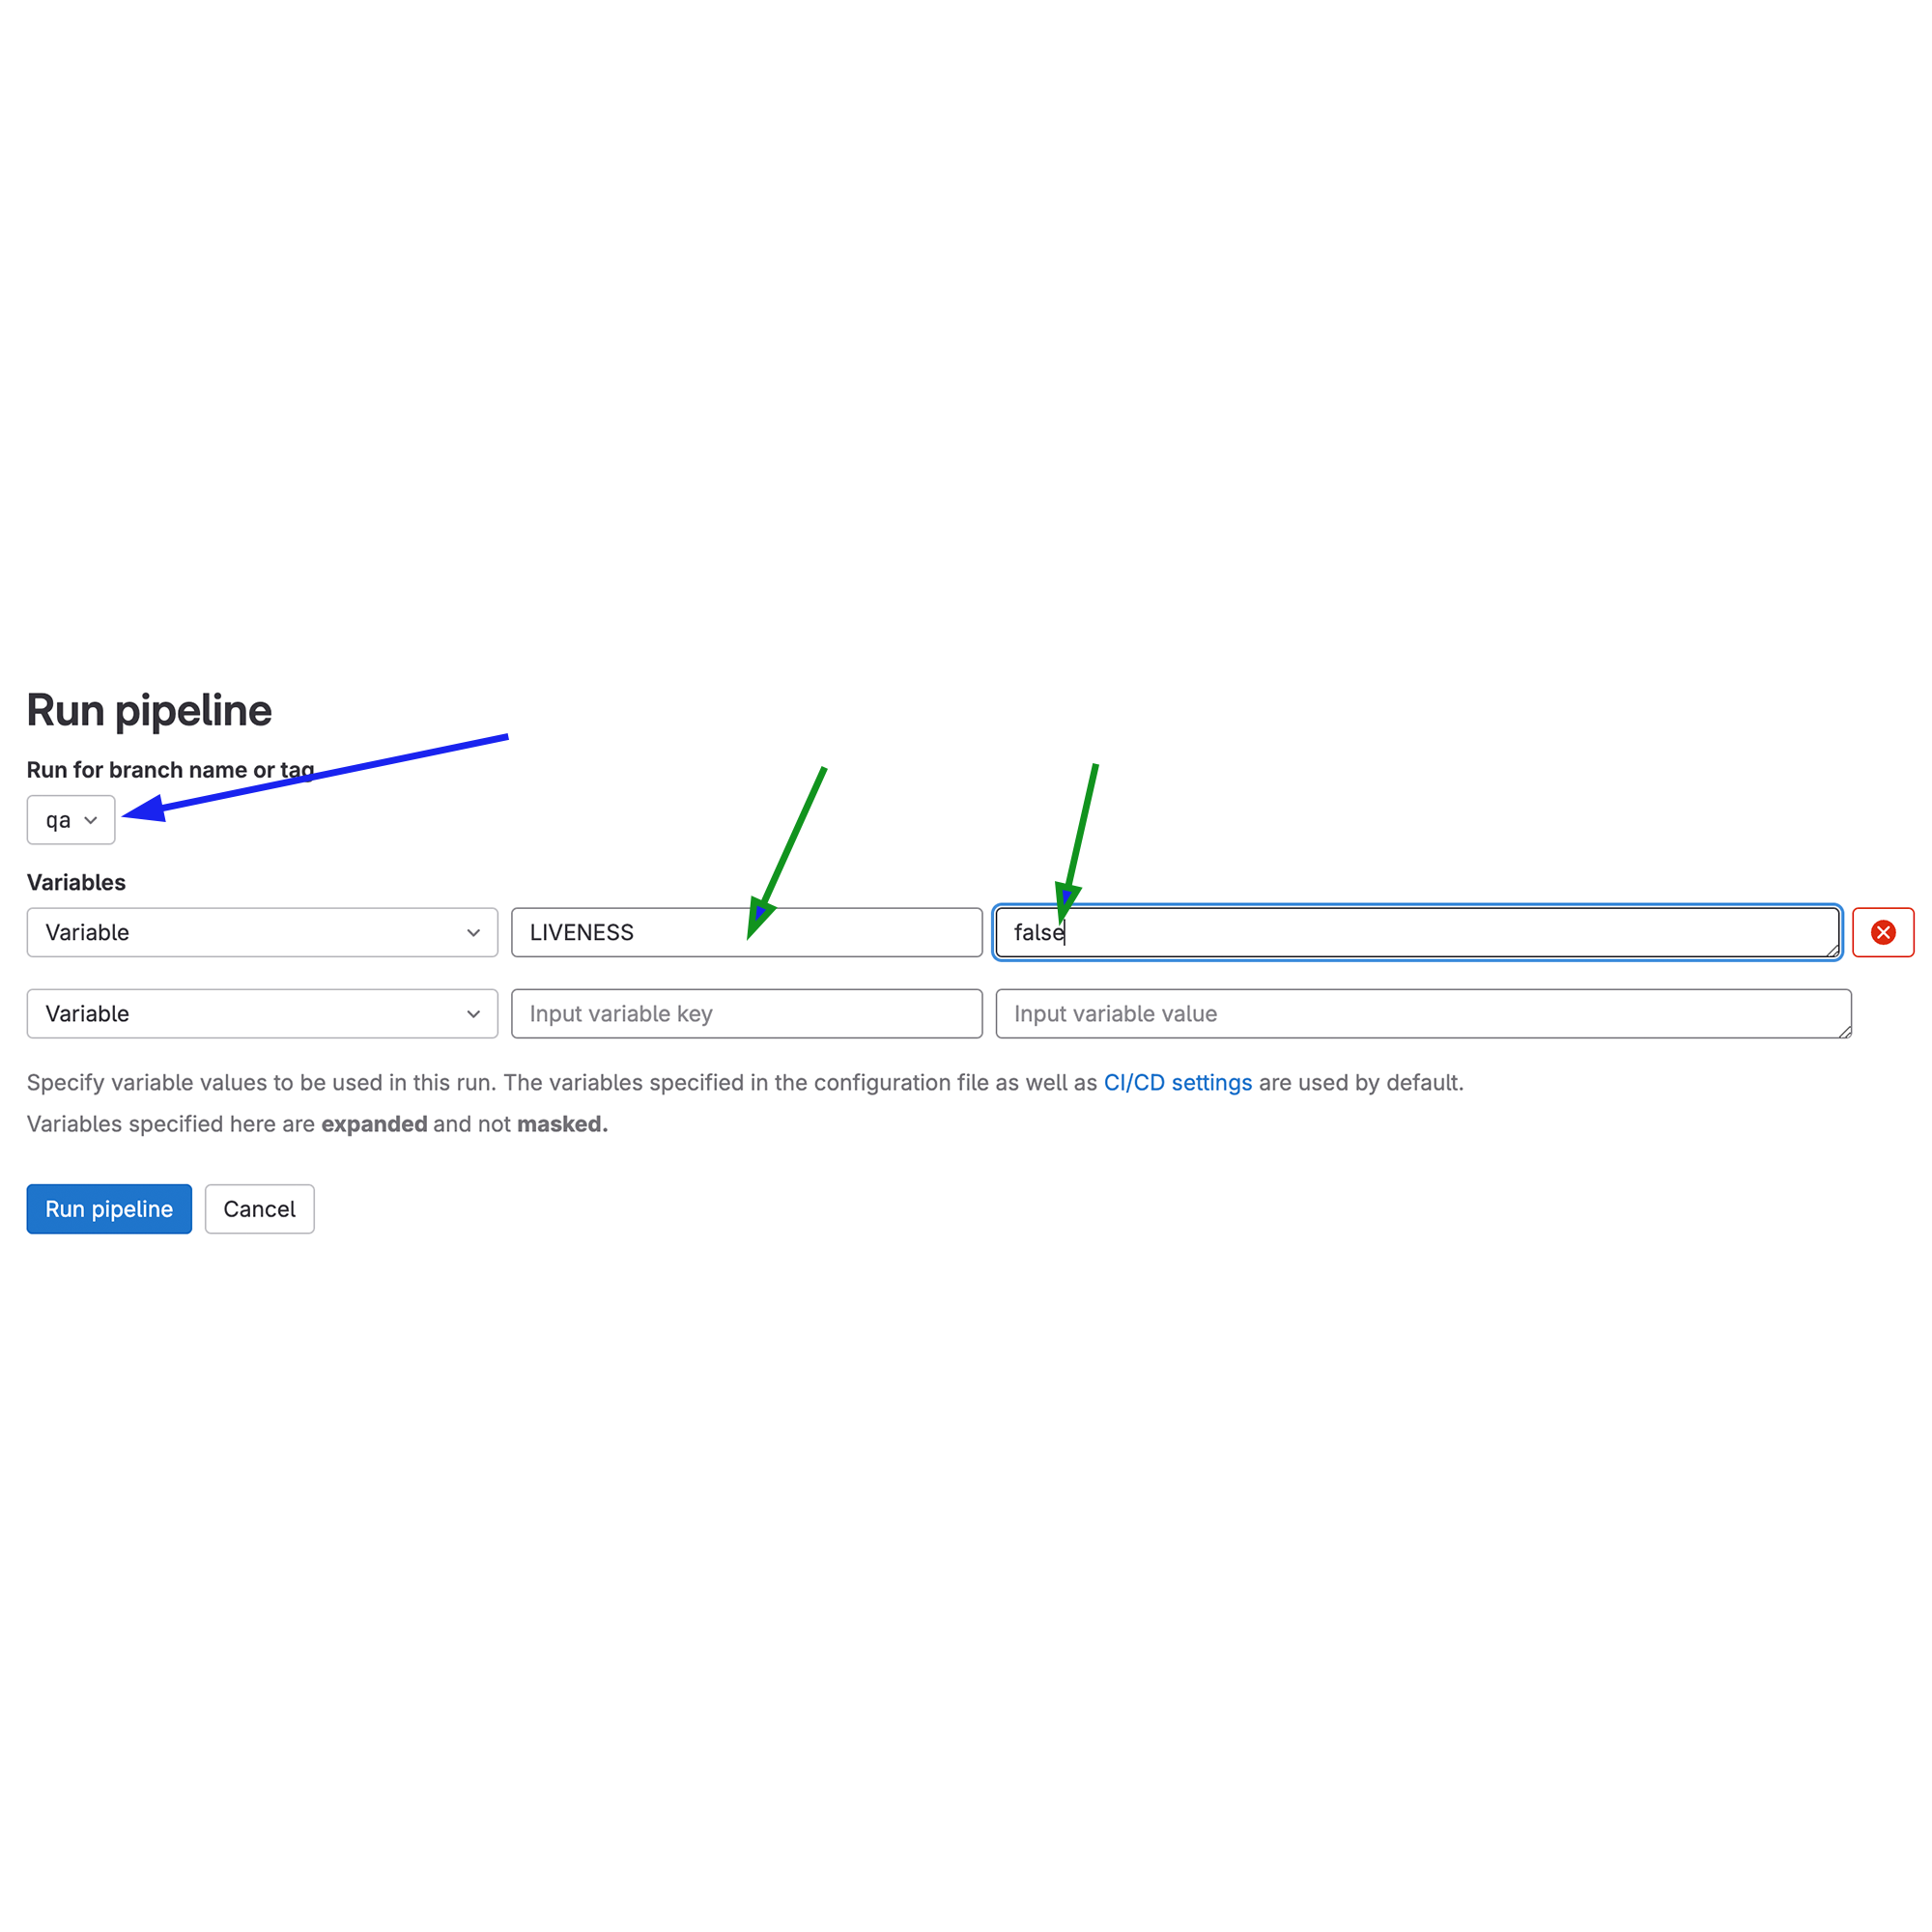 Run pipeline
Run for branch name or tag
qa
Variables
Variable LIVENESS false
Variable Input variable key Input variable value
Specify variable values to be used in this run. The variables specified in the configuration file as well as CI/CD settings are used by default.
Variables specified here are expanded and not masked.
Run pipeline Cancel